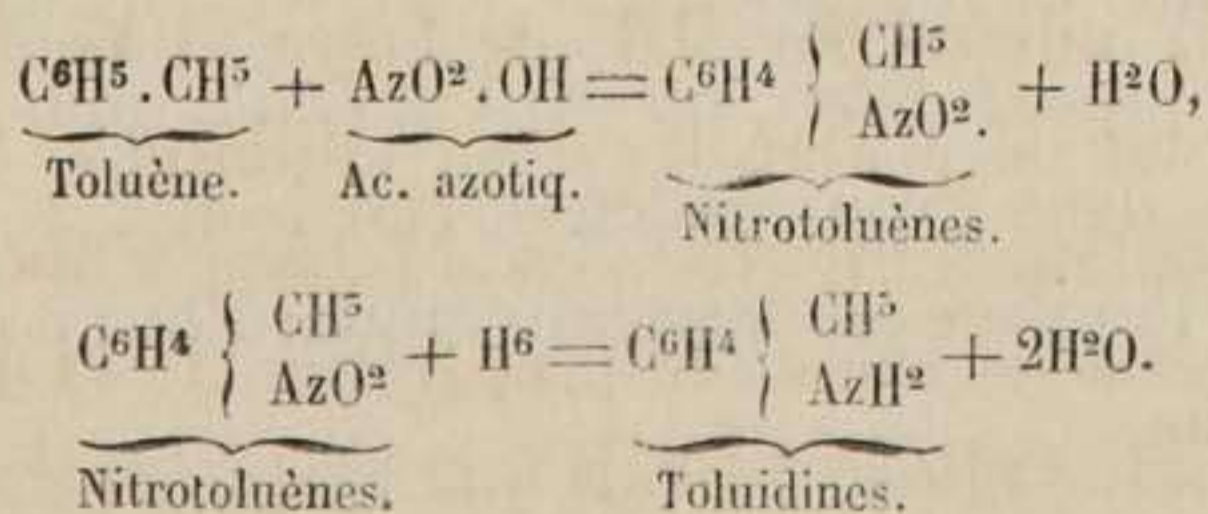 C⁶H⁵.CH³ + AzO².OH = C⁶H⁴ } CH³ AzO². + H²O,
Toluène. Ac. azotiq. Nitrotoluènes.
C⁶H⁴ } CH³ AzO² + H⁶ = C⁶H⁴ } CH³ AzH² + 2H²O.
Nitrotoluènes. Toluidines.